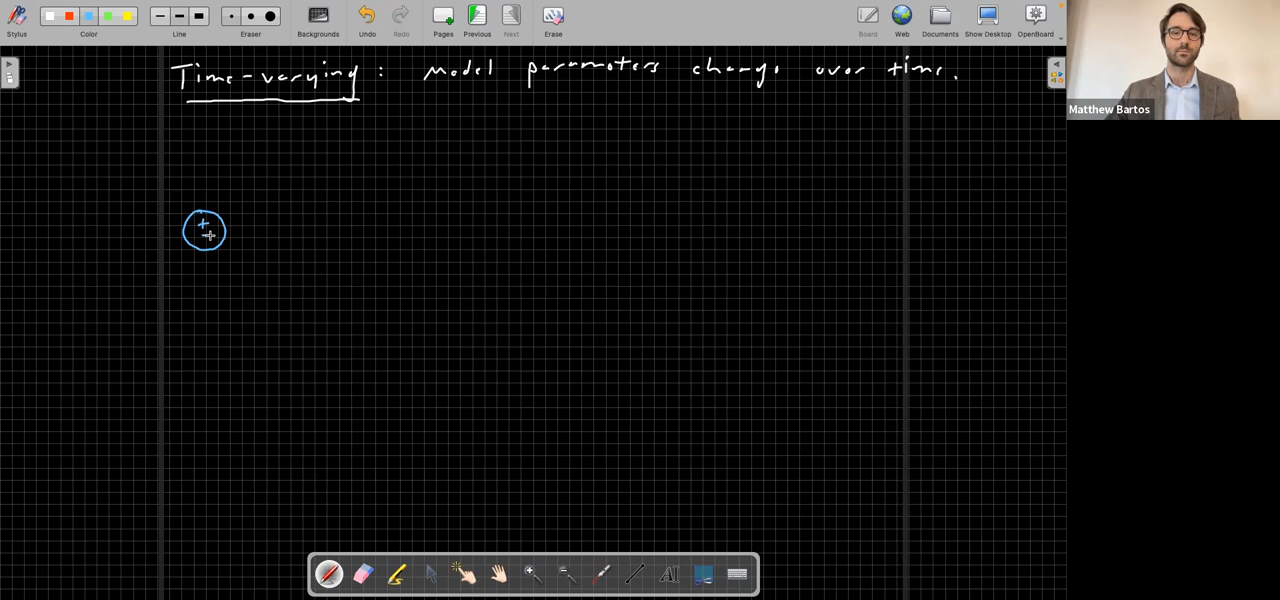 Stylus Color Line Eraser Backgrounds Undo Redo Pages Previous Next Erase Board Web Documents Show Desktop OpenBoard
Time-varying : Model parameters change over time.
Matthew Bartos
+
AI